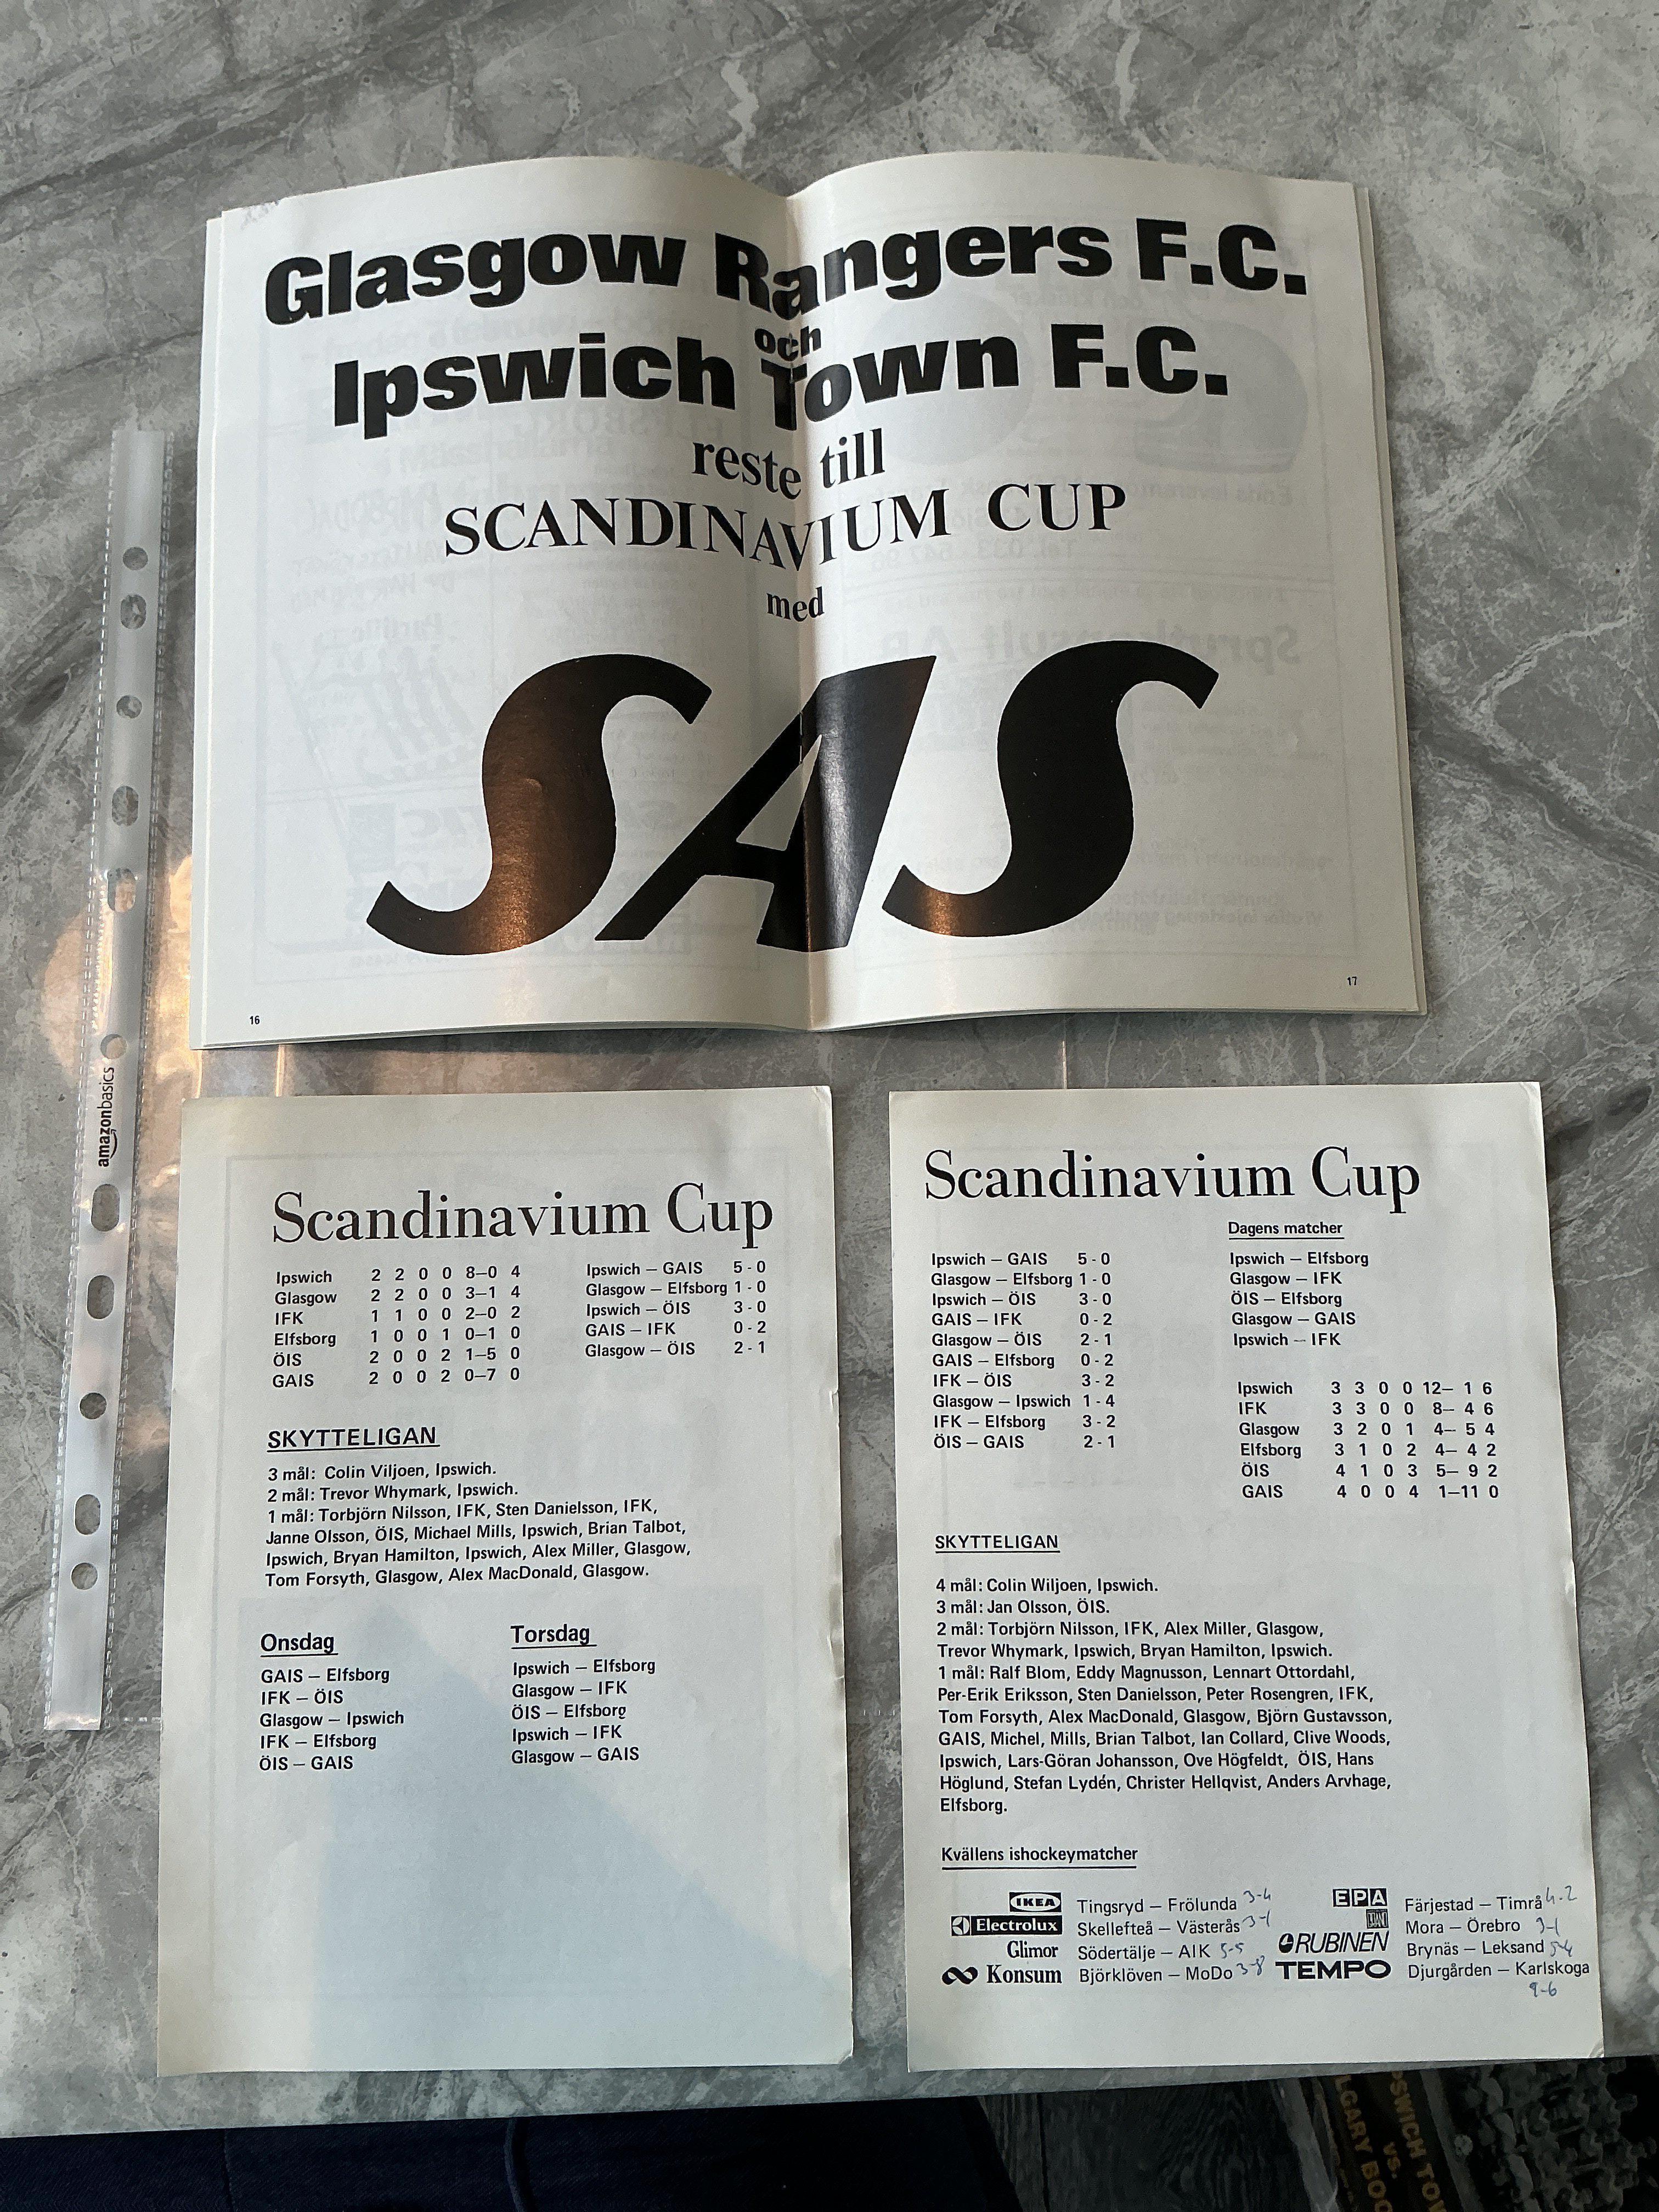 Glasgow Rangers F.C.
och
Ipswich Town F.C.
reste till
SCANDINAVIUM CUP
med
SAS
16
17
amazonbasics
Scandinavium Cup
Ipswich 2 2 0 0 8–0 4
Glasgow 2 2 0 0 3–1 4
IFK 1 1 0 0 2–0 2
Elfsborg 1 0 0 1 0–1 0
ÖIS 2 0 0 2 1–5 0
GAIS 2 0 0 2 0–7 0
Ipswich – GAIS 5 - 0
Glasgow – Elfsborg 1 - 0
Ipswich – ÖIS 3 - 0
GAIS – IFK 0 - 2
Glasgow – ÖIS 2 - 1
SKYTTELIGAN
3 mål: Colin Viljoen, Ipswich.
2 mål: Trevor Whymark, Ipswich.
1 mål: Torbjörn Nilsson, IFK, Sten Danielsson, IFK,
Janne Olsson, ÖIS, Michael Mills, Ipswich, Brian Talbot,
Ipswich, Bryan Hamilton, Ipswich, Alex Miller, Glasgow,
Tom Forsyth, Glasgow, Alex MacDonald, Glasgow.
Onsdag
GAIS – Elfsborg
IFK – ÖIS
Glasgow – Ipswich
IFK – Elfsborg
ÖIS – GAIS
Torsdag
Ipswich – Elfsborg
Glasgow – IFK
ÖIS – Elfsborg
Ipswich – IFK
Glasgow – GAIS
Scandinavium Cup
Ipswich – GAIS 5 - 0
Glasgow – Elfsborg 1 - 0
Ipswich – ÖIS 3 - 0
GAIS – IFK 0 - 2
Glasgow – ÖIS 2 - 1
GAIS – Elfsborg 0 - 2
IFK – ÖIS 3 - 2
Glasgow – Ipswich 1 - 4
IFK – Elfsborg 3 - 2
ÖIS – GAIS 2 - 1
Dagens matcher
Ipswich – Elfsborg
Glasgow – IFK
ÖIS – Elfsborg
Glasgow – GAIS
Ipswich – IFK
Ipswich 3 3 0 0 12– 1 6
IFK 3 3 0 0 8– 4 6
Glasgow 3 2 0 1 4– 5 4
Elfsborg 3 1 0 2 4– 4 2
ÖIS 4 1 0 3 5– 9 2
GAIS 4 0 0 4 1–11 0
SKYTTELIGAN
4 mål: Colin Wiljoen, Ipswich.
3 mål: Jan Olsson, ÖIS.
2 mål: Torbjörn Nilsson, IFK, Alex Miller, Glasgow,
Trevor Whymark, Ipswich, Bryan Hamilton, Ipswich.
1 mål: Ralf Blom, Eddy Magnusson, Lennart Ottordahl,
Per-Erik Eriksson, Sten Danielsson, Peter Rosengren, IFK,
Tom Forsyth, Alex MacDonald, Glasgow, Björn Gustavsson,
GAIS, Michel, Mills, Brian Talbot, Ian Collard, Clive Woods,
Ipswich, Lars-Göran Johansson, Ove Högfeldt, ÖIS, Hans
Höglund, Stefan Lydén, Christer Hellqvist, Anders Arvhage,
Elfsborg.
Kvällens ishockeymatcher
IKEA Tingsryd – Frölunda 3-4
Electrolux Skellefteå – Västerås 3-1
Glimor Södertälje – AIK 5-5
Konsum Björklöven – MoDo 3-8
EPA Färjestad – Timrå 4-2
Mora – Örebro 3-1
RUBINEN Brynäs – Leksand 5-4
TEMPO Djurgården – Karlskoga
9-6
IPSWICH TO
VS.
LGARY BOO